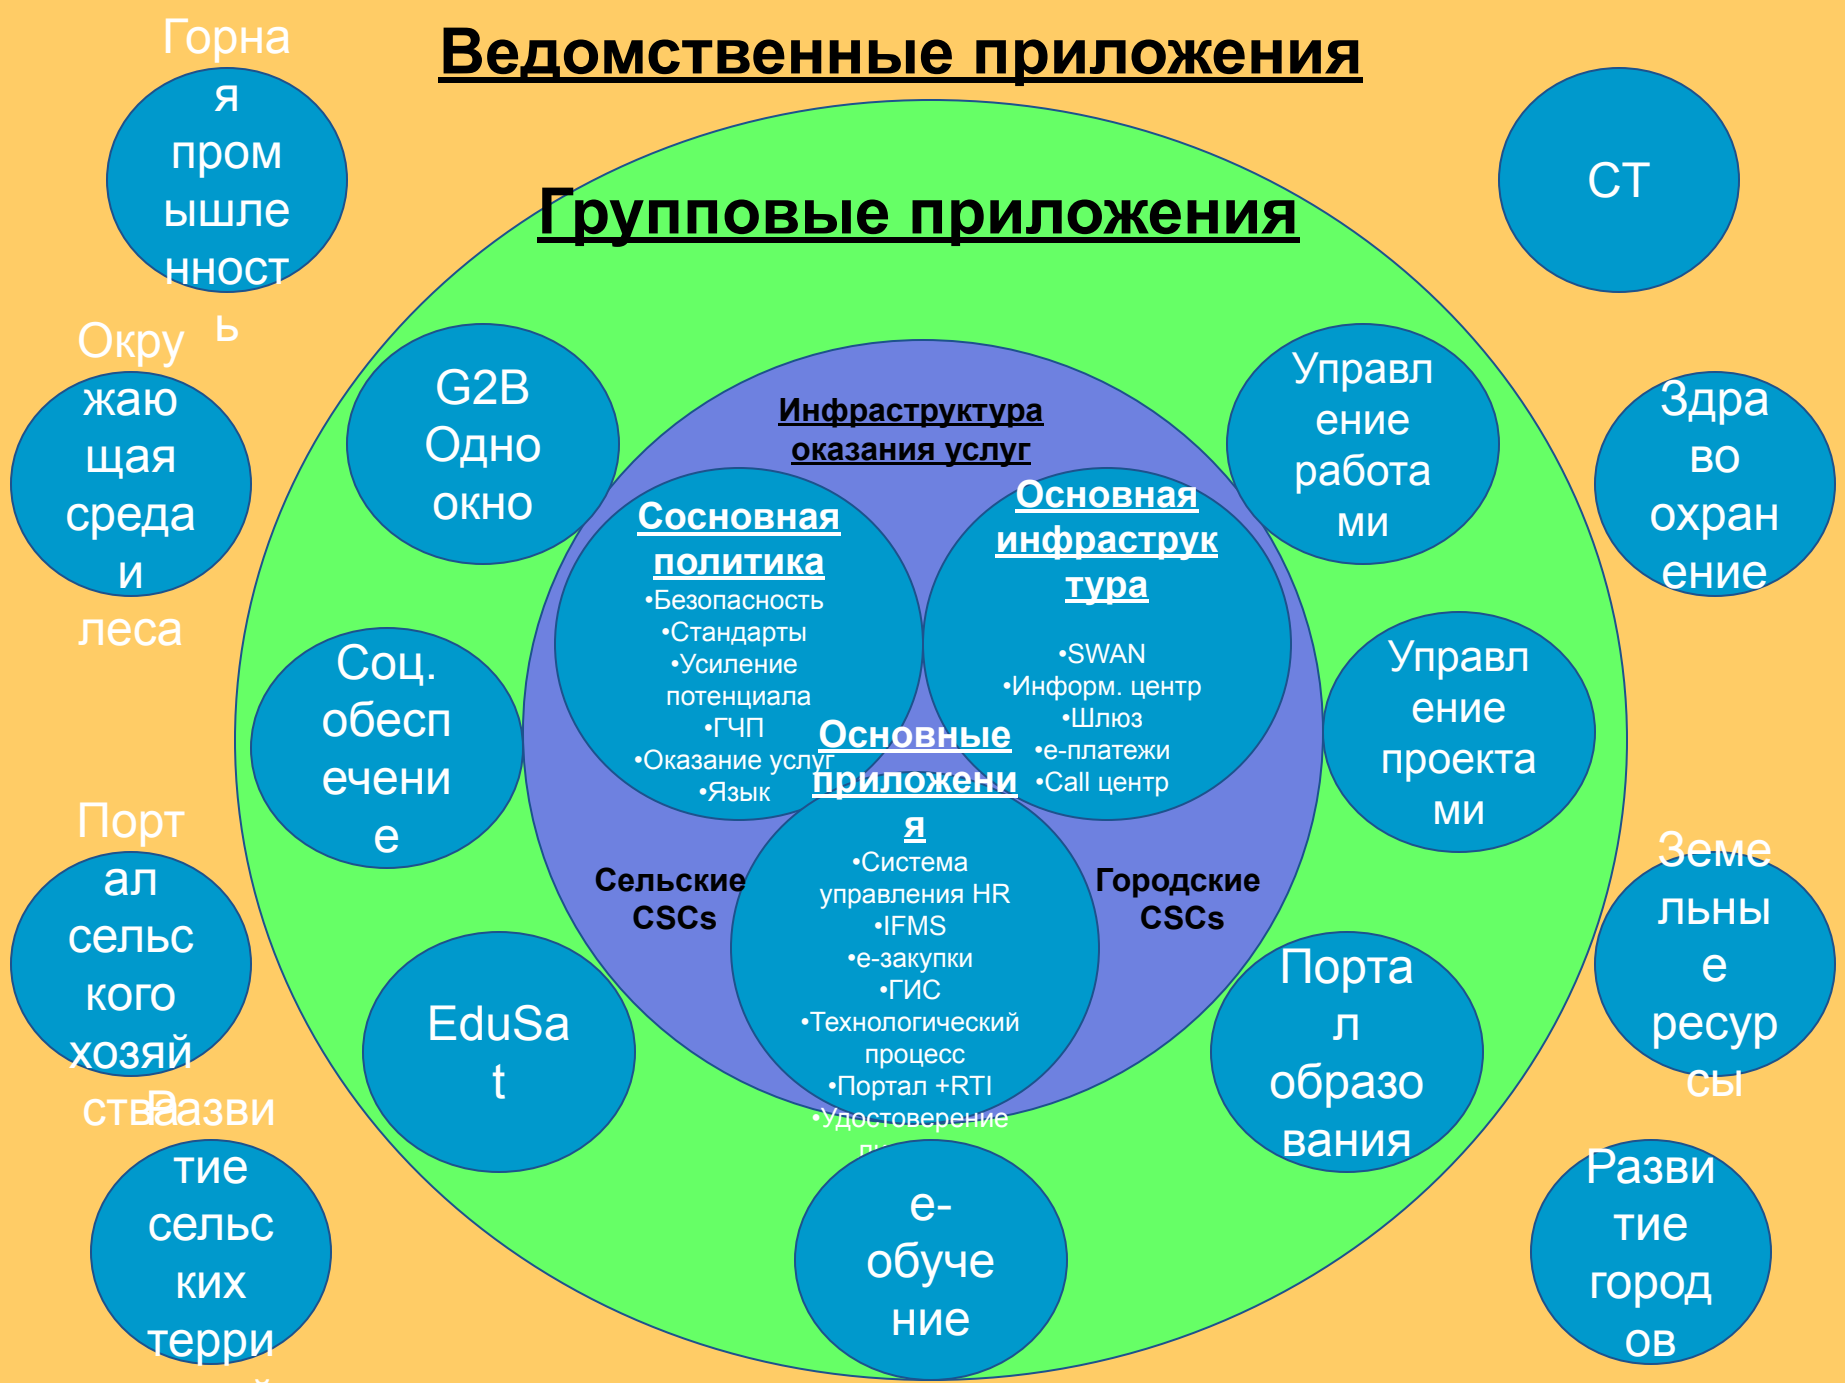 Ведомственные приложения
Горна
я
пром
ышле
нност
ь
СТ
Групповые приложения
Окру
жаю
щая
среда
и
леса
G2B
Одно
окно
Управл
ение
работа
ми
Здра
во
охран
ение
Инфраструктура
оказания услуг
Сосновная
политика
•Безопасность
•Стандарты
•Усиление
потенциала
•ГЧП
•Оказание услуг
•Язык
Основная
инфраструк
тура
•SWAN
•Информ. центр
•Шлюз
•е-платежи
•Call центр
Соц.
обесп
ечени
е
Управл
ение
проекта
ми
Основные
приложени
я
•Система
управления HR
•IFMS
•е-закупки
•ГИС
•Технологический
процесс
•Портал +RTI
•Удостоверение
Сельские
CSCs
Городские
CSCs
Порт
ал
сельс
кого
хозяй
ства
Земе
льны
е
ресур
сы
EduSa
t
Порта
л
образо
вания
Разви
тие
сельс
ких
терри
е-
обуче
ние
Разви
тие
город
ов